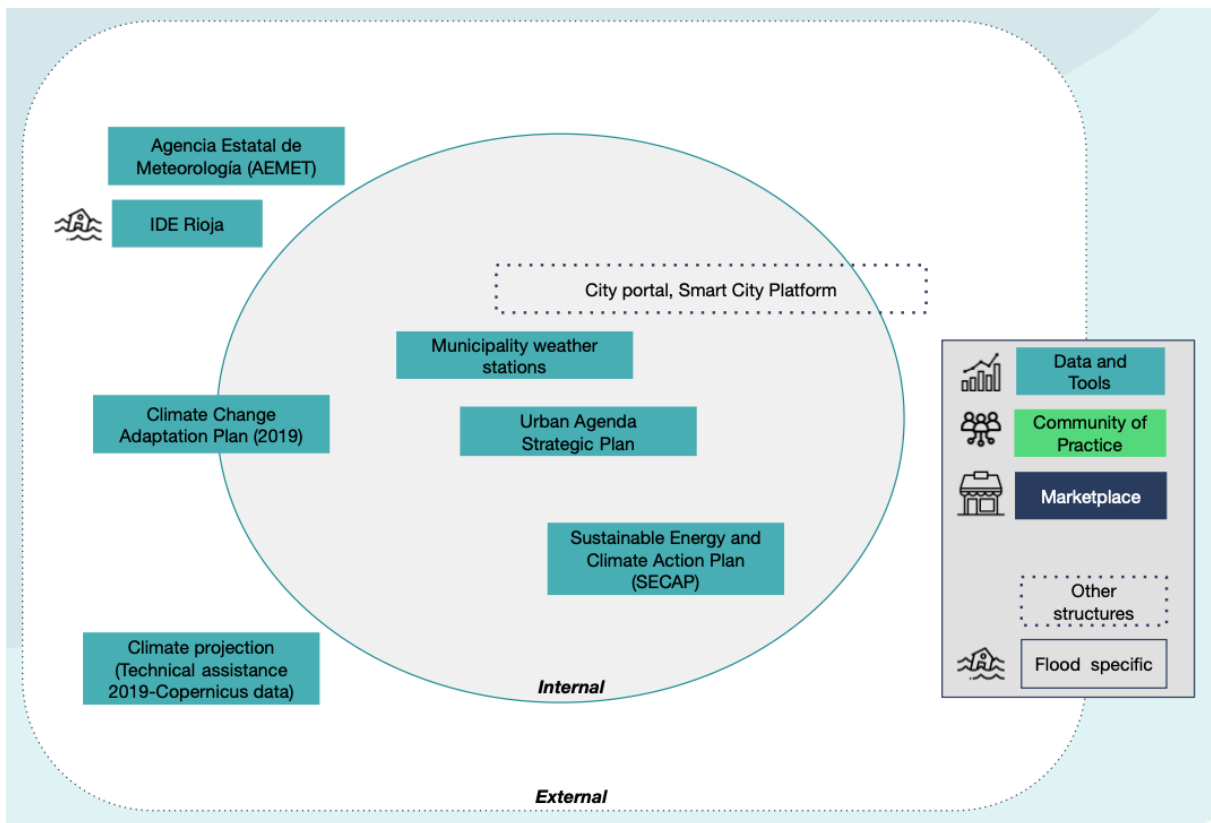 Agencia Estatal de
Meteorología (AEMET)
IDE Rioja
City portal, Smart City Platform
Municipality weather
stations
Climate Change
Adaptation Plan (2019)
Urban Agenda
Strategic Plan
Sustainable Energy and
Climate Action Plan
(SECAP)
Climate projection
(Technical assistance
2019-Copernicus data)
Internal
External
Data and
Tools
Community of
Practice
Marketplace
Other
structures
Flood specific